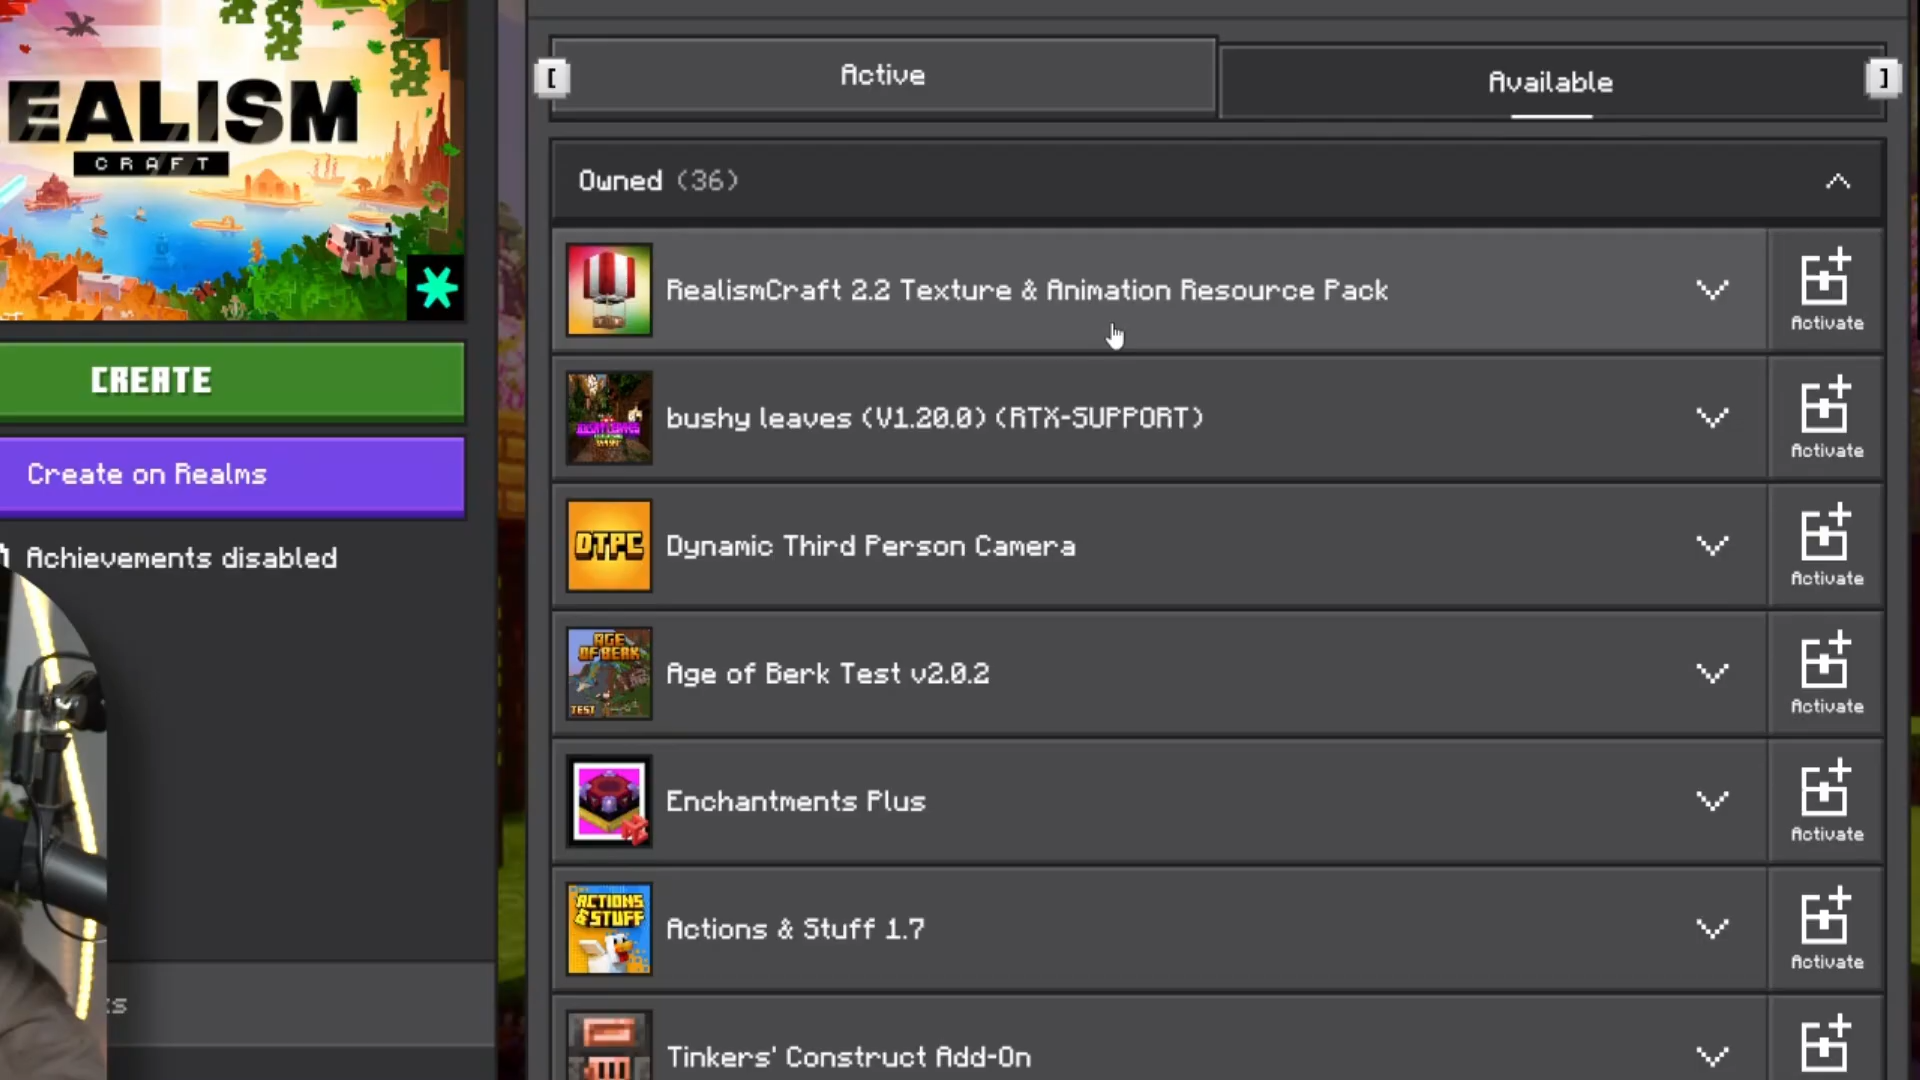 EALISM
CRAFT
CREATE
Create on Realms
Achievements disabled
[
Active
Available
]
Owned (36)
RealismCraft 2.2 Texture & Animation Resource Pack
Activate
bushy leaves (V1.20.0) (RTX-SUPPORT)
Activate
DTPC
Dynamic Third Person Camera
Activate
AGE
OF BERK
TEST
Age of Berk Test v2.0.2
Activate
Enchantments Plus
Activate
ACTIONS
& STUFF
Actions & Stuff 1.7
Activate
Tinkers' Construct Add-On